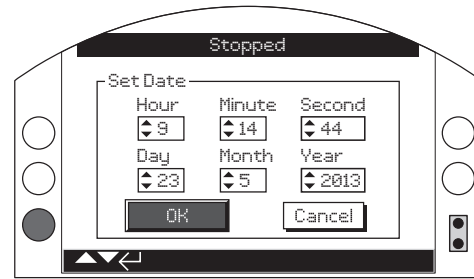 Stopped
Set Date
Hour Minute Second
9 14 44
Day Month Year
23 5 2013
OK Cancel